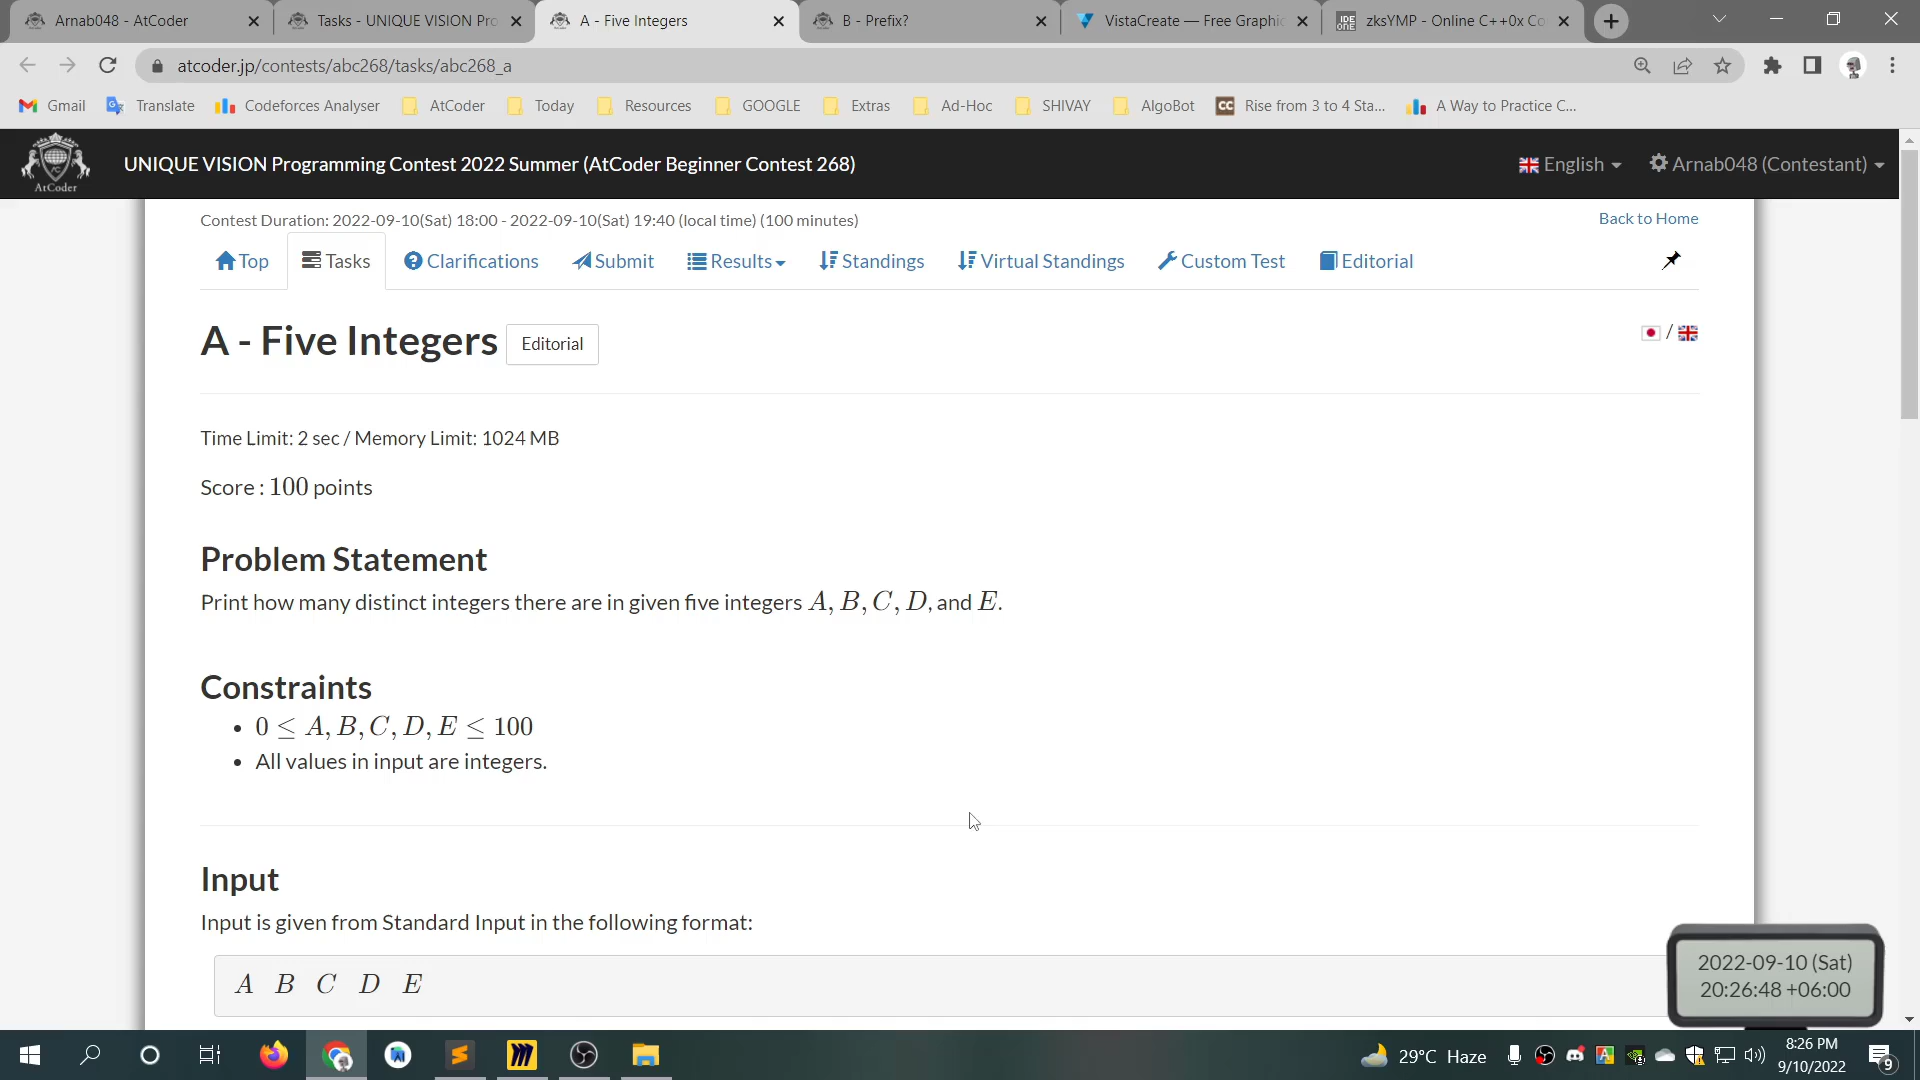 Arnab048 - AtCoder
Tasks - UNIQUE VISION Pro
A - Five Integers
B - Prefix?
VistaCreate — Free Graphic
zksYMP - Online C++0x Co
atcoder.jp/contests/abc268/tasks/abc268_a
Gmail
Translate
Codeforces Analyser
AtCoder
Today
Resources
GOOGLE
Extras
Ad-Hoc
SHIVAY
AlgoBot
CC
Rise from 3 to 4 Sta...
A Way to Practice C...
AtCoder
UNIQUE VISION Programming Contest 2022 Summer (AtCoder Beginner Contest 268)
English
Arnab048 (Contestant)
Contest Duration: 2022-09-10(Sat) 18:00 - 2022-09-10(Sat) 19:40 (local time) (100 minutes)
Back to Home
Top
Tasks
Clarifications
Submit
Results
Standings
Virtual Standings
Custom Test
Editorial
A - Five Integers
Editorial
/
Time Limit: 2 sec / Memory Limit: 1024 MB
Score : 100 points
Problem Statement
Print how many distinct integers there are in given five integers A, B, C, D, and E.
Constraints
• 0 ≤ A, B, C, D, E ≤ 100
• All values in input are integers.
Input
Input is given from Standard Input in the following format:
A B C D E
2022-09-10 (Sat)
20:26:48 +06:00
29°C Haze
8:26 PM
9/10/2022
9